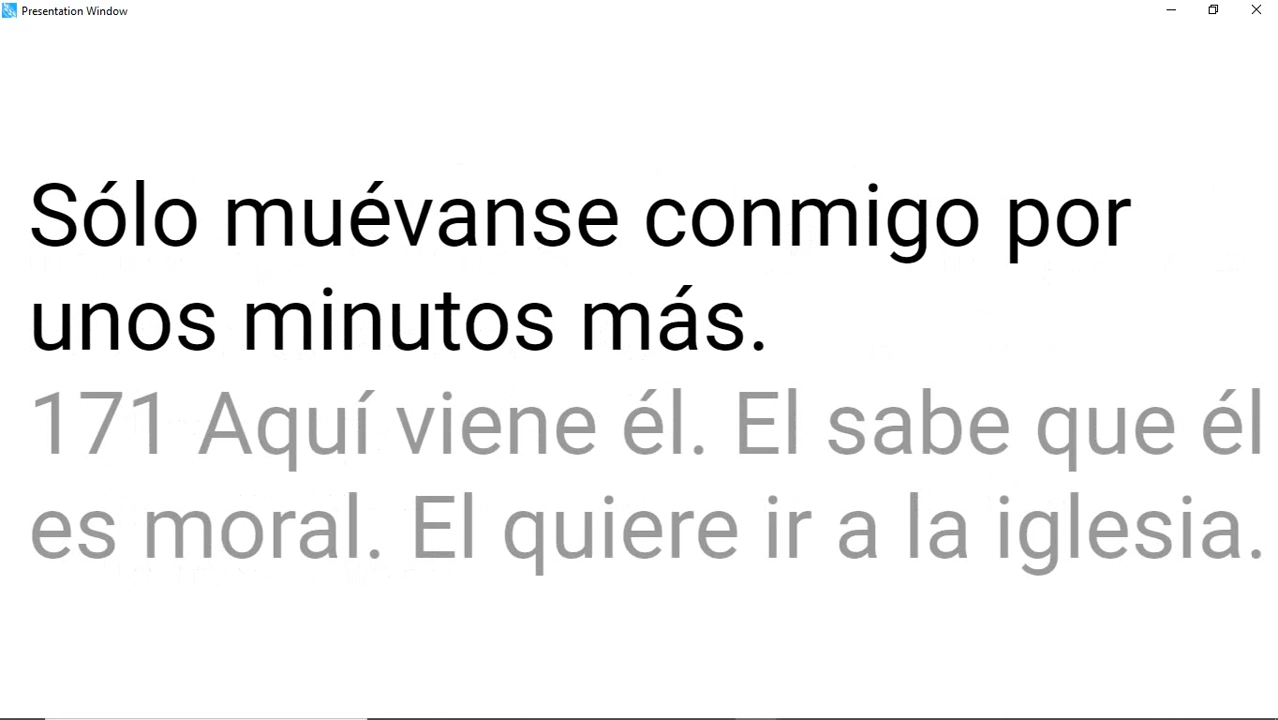 Presentation Window
Sólo muévanse conmigo por
unos minutos más.
171 Aquí viene él. El sabe que él
es moral. El quiere ir a la iglesia.